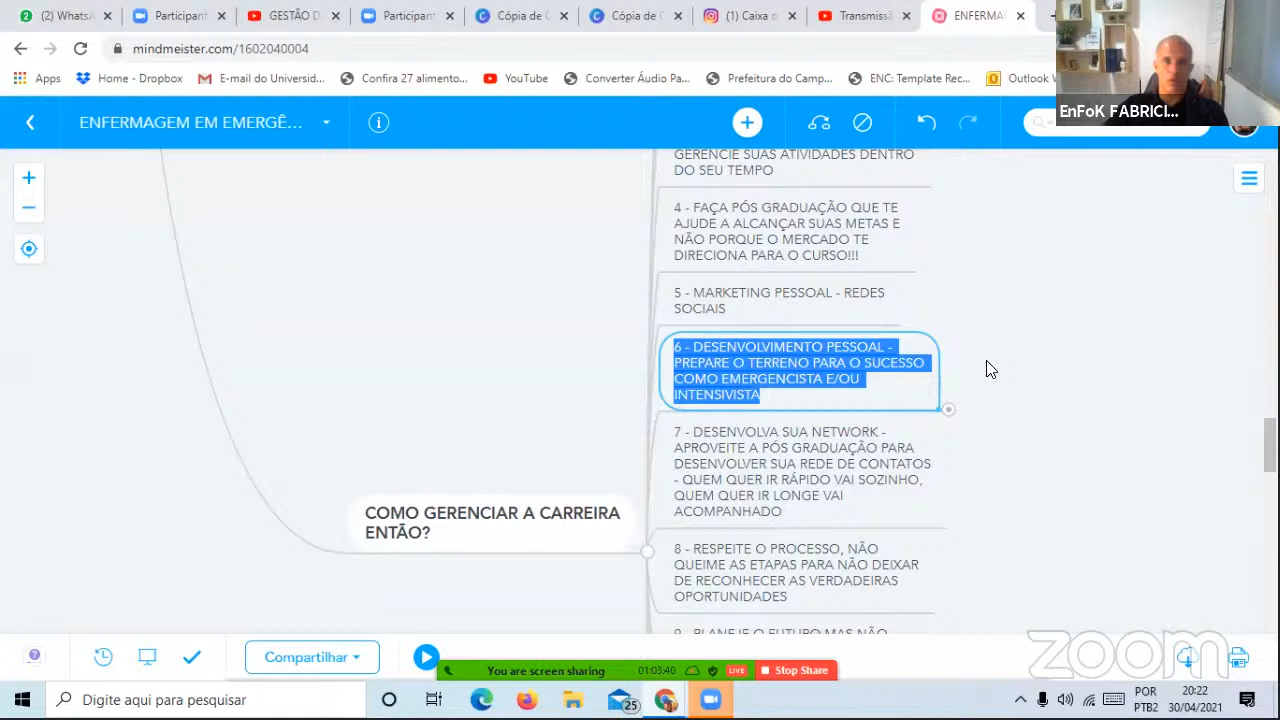 (2) WhatsA
Participant
GESTÃO D
Participant
Cópia de C
Cópia de C
(1) Caixa d
Transmissã
ENFERMA
mindmeister.com/1602040004
Apps
Home - Dropbox
E-mail do Universid...
Confira 27 alimento...
YouTube
Converter Áudio Pa...
Prefeitura do Camp...
ENC: Template Rec...
Outlook W
EnFoK FABRICI...
ENFERMAGEM EM EMERGÊ...
GERENCIE SUAS ATIVIDADES DENTRO
DO SEU TEMPO
4 - FAÇA PÓS GRADUAÇÃO QUE TE
AJUDE A ALCANÇAR SUAS METAS E
NÃO PORQUE O MERCADO TE
DIRECIONA PARA O CURSO!!!
5 - MARKETING PESSOAL - REDES
SOCIAIS
6 - DESENVOLVIMENTO PESSOAL -
PREPARE O TERRENO PARA O SUCESSO
COMO EMERGENCISTA E/OU
INTENSIVISTA
7 - DESENVOLVA SUA NETWORK -
APROVEITE A PÓS GRADUAÇÃO PARA
DESENVOLVER SUA REDE DE CONTATOS
- QUEM QUER IR RÁPIDO VAI SOZINHO,
QUEM QUER IR LONGE VAI
ACOMPANHADO
COMO GERENCIAR A CARREIRA
ENTÃO?
8 - RESPEITE O PROCESSO, NÃO
QUEIME AS ETAPAS PARA NÃO DEIXAR
DE RECONHECER AS VERDADEIRAS
OPORTUNIDADES
9 - PLANEJE O FUTURO MAS NÃO
Compartilhar
zoom
You are screen sharing
01:03:40
LIVE
Stop Share
Digite aqui para pesquisar
25
POR
PTB2
20:22
30/04/2021